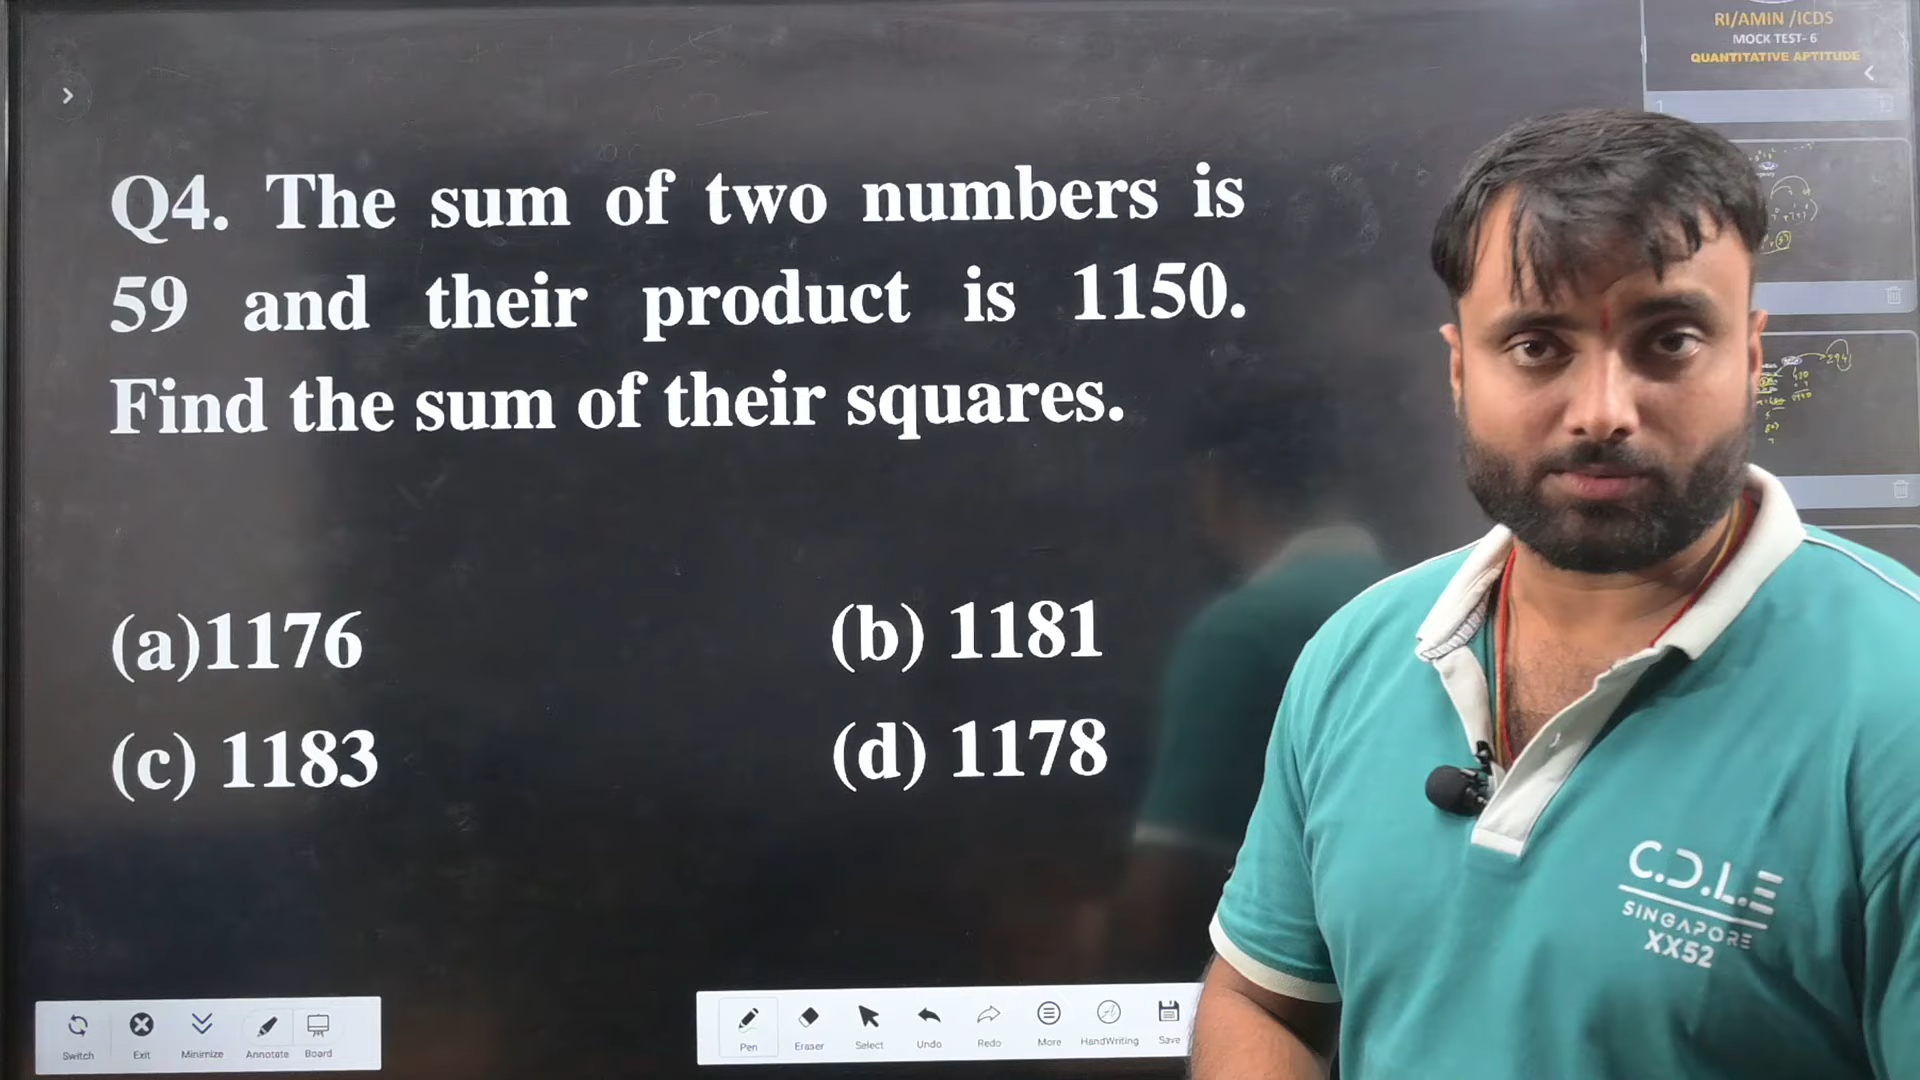 RI/AMIN /ICDS
MOCK TEST- 6
QUANTITATIVE APTITUDE
1
Q4. The sum of two numbers is
59 and their product is 1150.
Find the sum of their squares.
(a)1176
(b) 1181
(c) 1183
(d) 1178
C.D.L.E
SINGAPORE
XX52
Switch
Exit
Minimize
Annotate
Board
Pen
Eraser
Select
Undo
Redo
More
HandWriting
Save